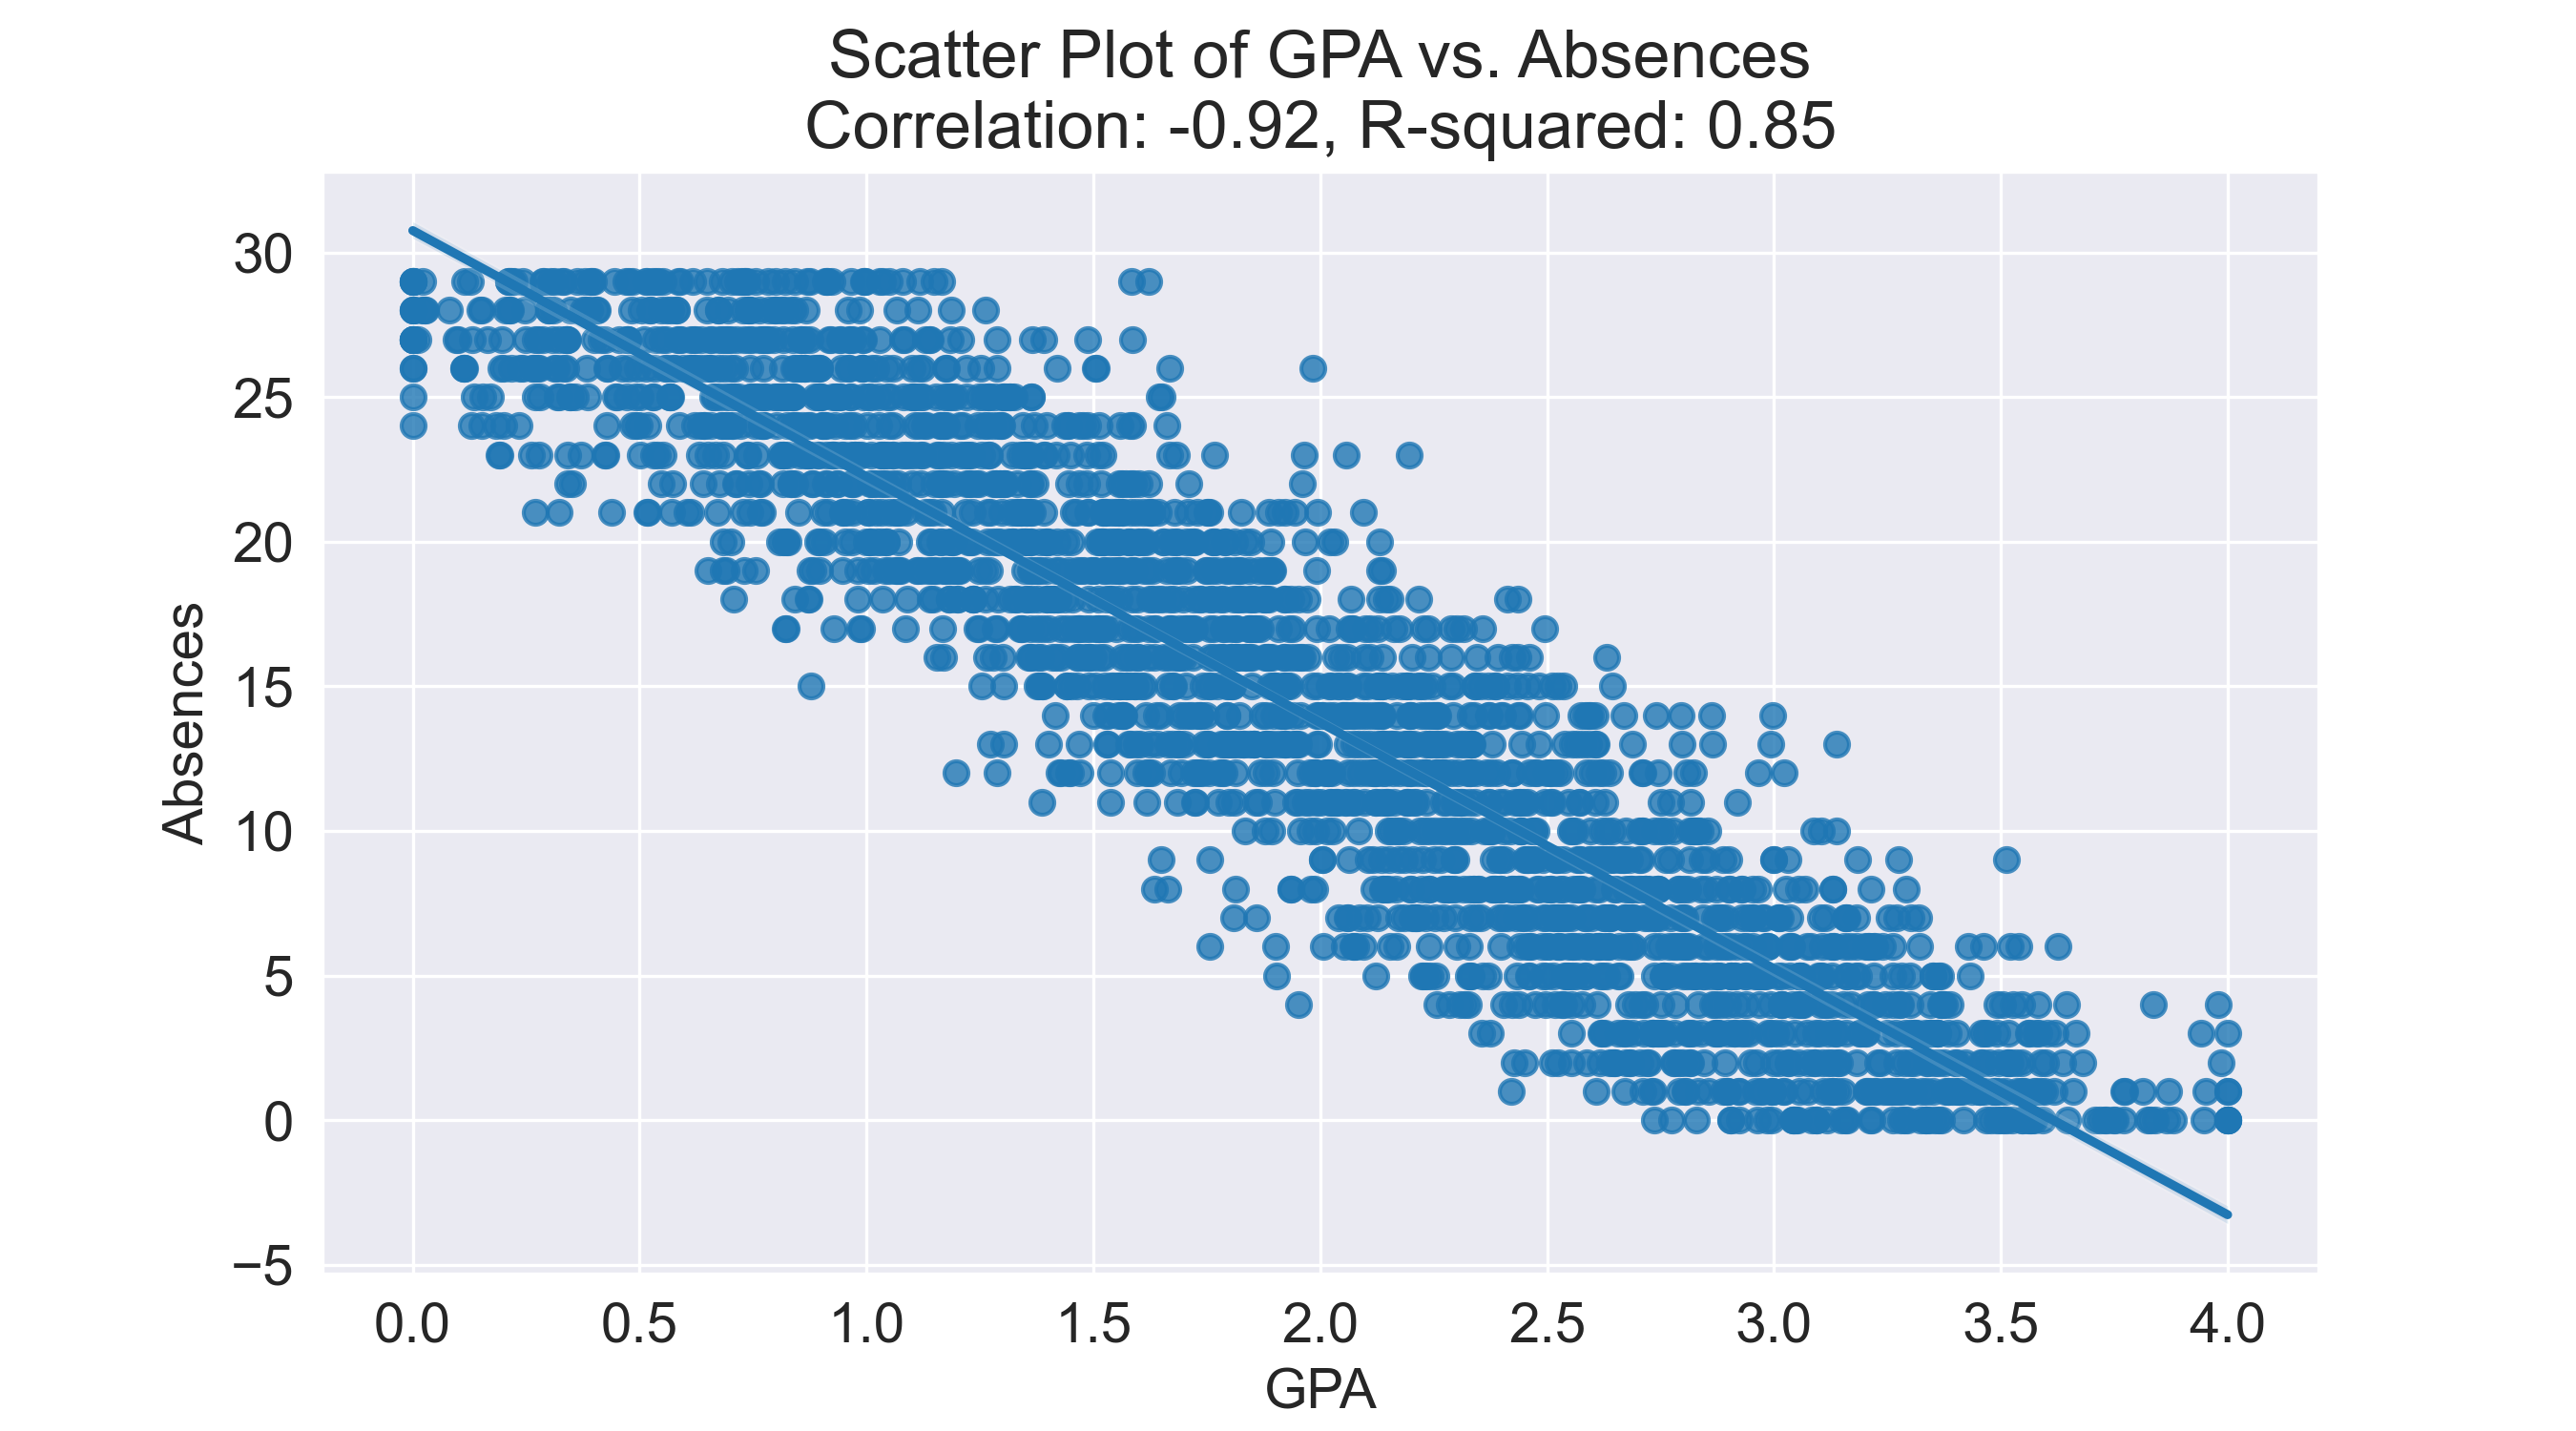 Scatter Plot of GPA vs. Absences
Correlation: -0.92, R-squared: 0.85
30
25
20
15
10
5
0
−5
Absences
0.0 0.5 1.0 1.5 2.0 2.5 3.0 3.5 4.0
GPA